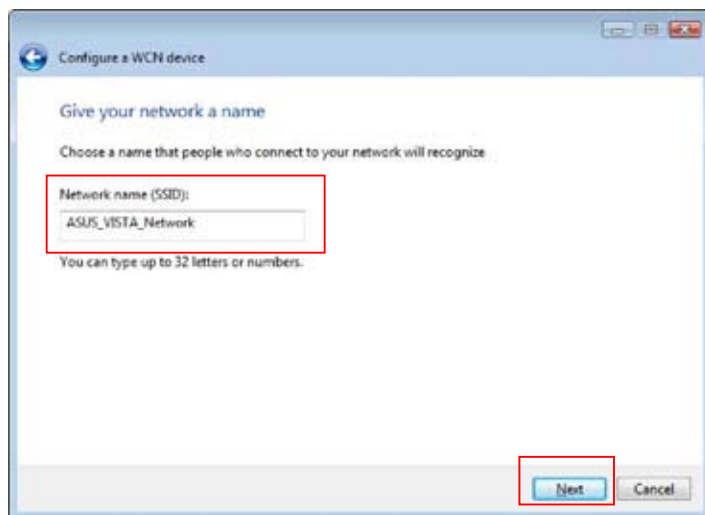 Configure a WCN device
Give your network a name
Choose a name that people who connect to your network will recognize
Network name (SSID):
ASUS_VISTA_Network
You can type up to 32 letters or numbers.
Next Cancel